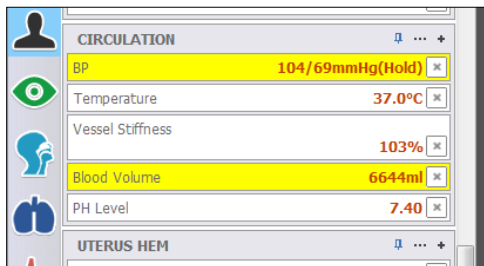 CIRCULATION
BP 104/69mmHg(Hold)
Temperature 37.0°C
Vessel Stiffness
103%
Blood Volume 6644ml
PH Level 7.40
UTERUS HEM